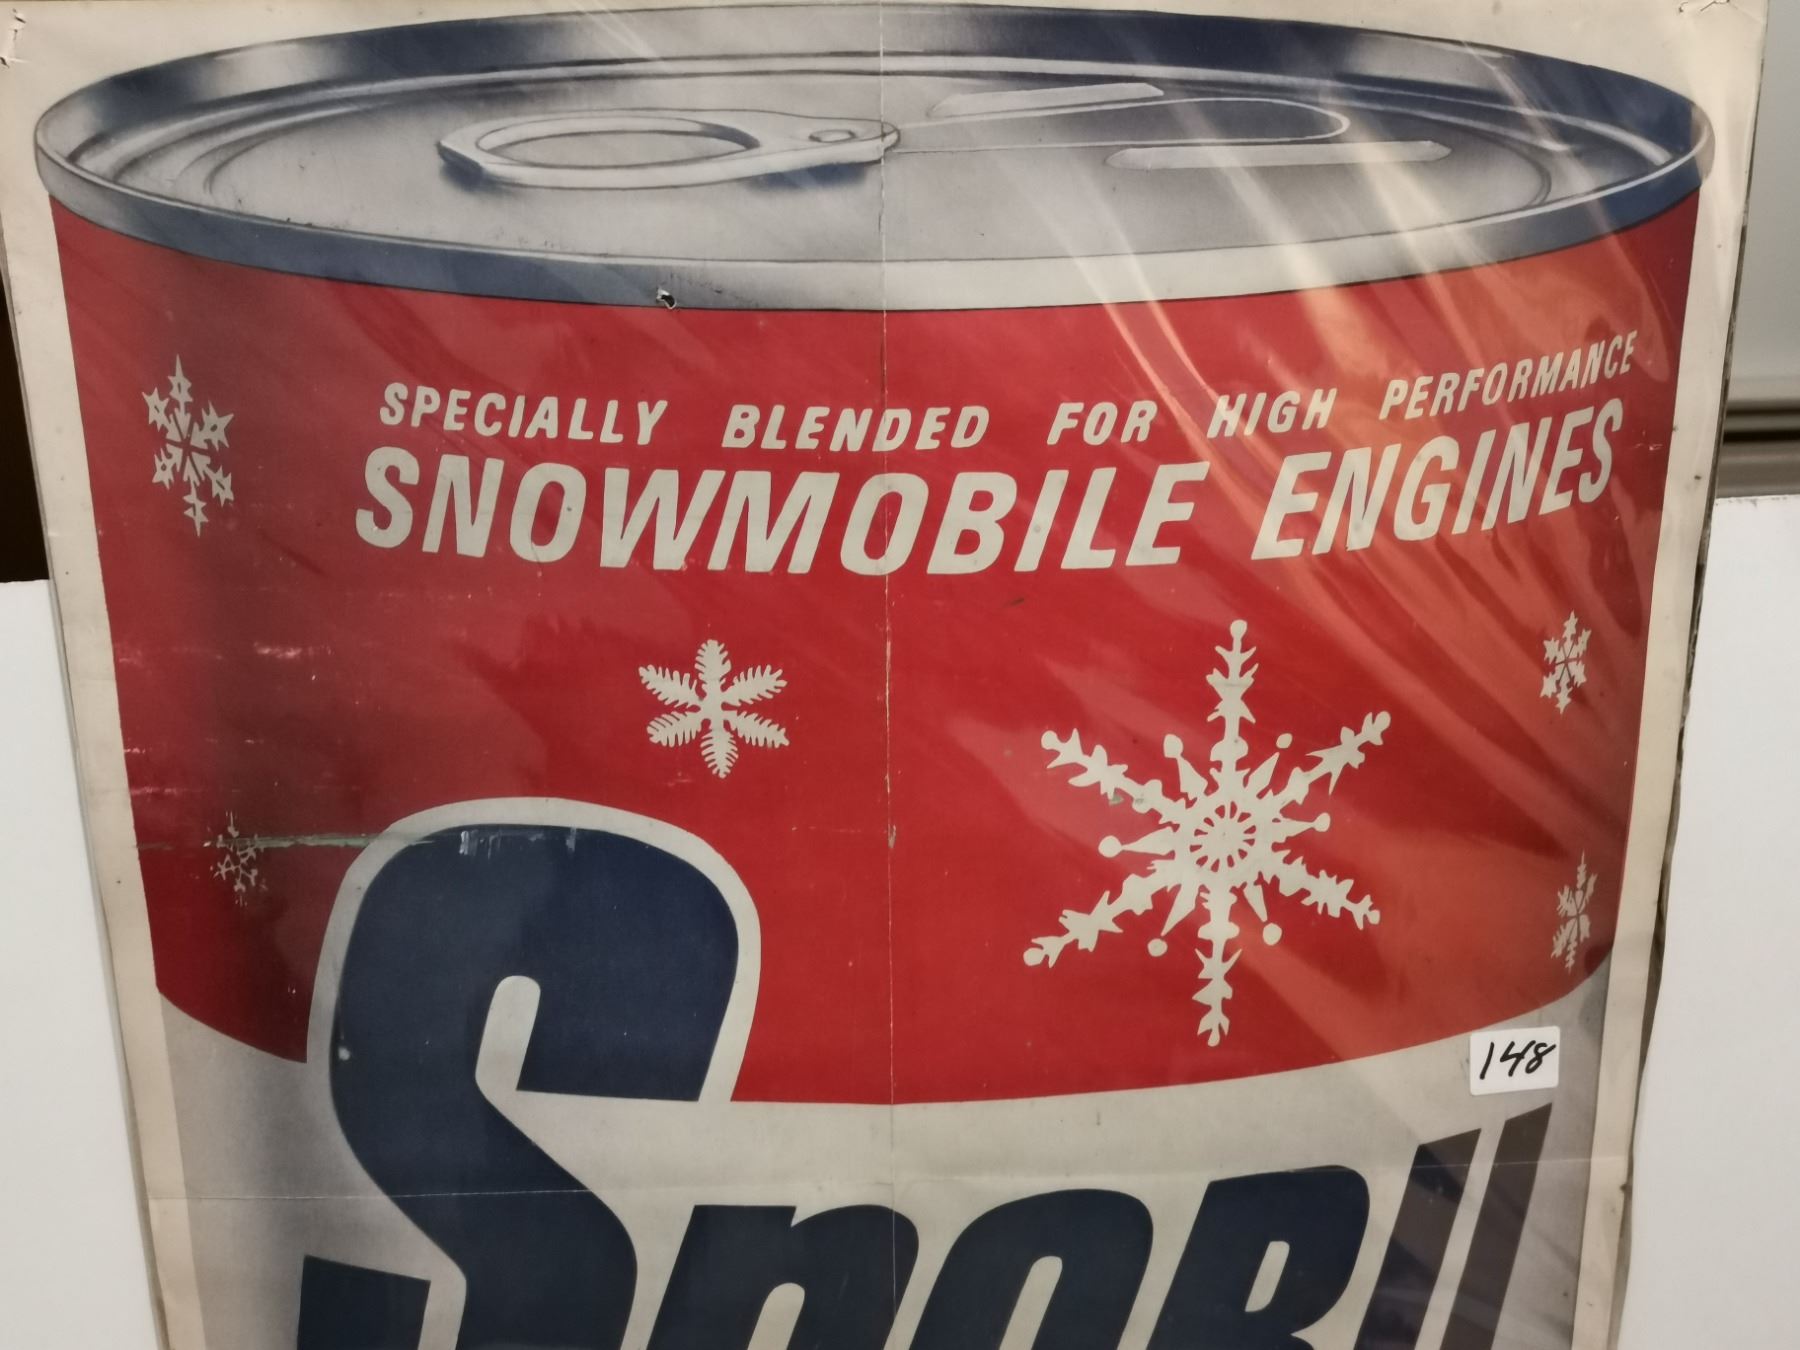 SPECIALLY BLENDED FOR HIGH PERFORMANCE
SNOWMOBILE ENGINES
148